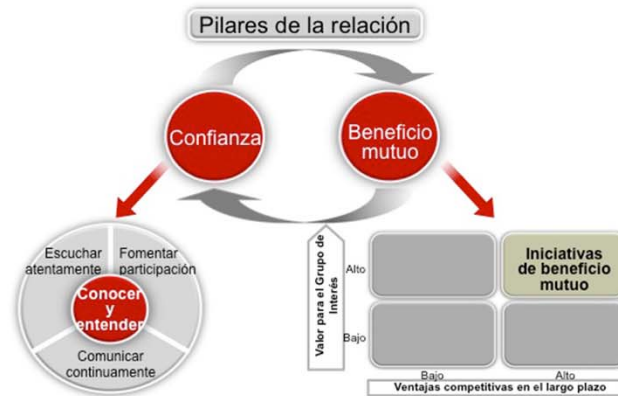 Pilares de la relación
Confianza
Beneficio
mutuo
Escuchar
atentamente
Fomentar
participación
Conocer
y
entender
Comunicar
continuamente
Valor para el Grupo de
Interés
Alto
Bajo
Iniciativas
de beneficio
mutuo
Bajo
Alto
Ventajas competitivas en el largo plazo